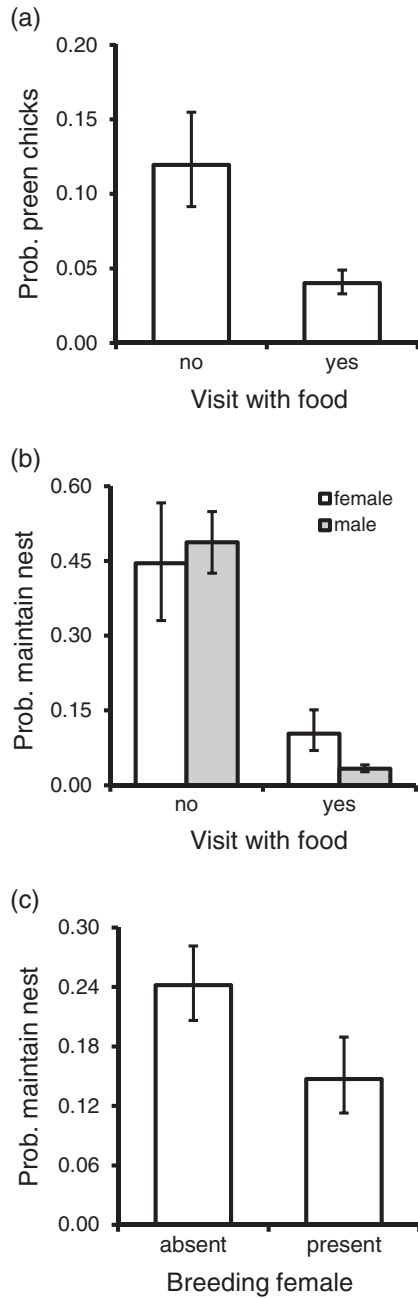 (a)
0.20
0.15
0.10
0.05
0.00
Prob. preen chicks
no yes
Visit with food
(b)
0.60
0.45
0.30
0.15
0.00
Prob. maintain nest
female
male
no yes
Visit with food
(c)
0.30
0.24
0.18
0.12
0.06
0.00
Prob. maintain nest
absent present
Breeding female